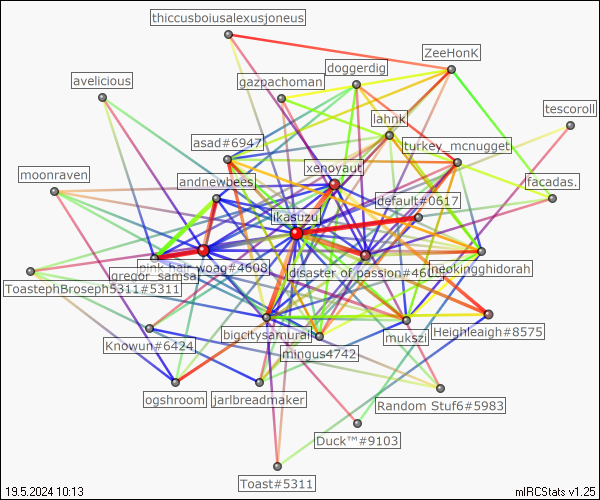 thiccusboiusalexusjoneus
ZeeHonK
doggerdig
avelicious
gazpachoman
tescoroll
lahnk
asad#6947
turkey_mcnugget
xenoyaut
moonraven
andnewbees
facadas.
default#0617
ikasuzu
pink_hair_woag#4608
disaster of passion#4603
neokingghidorah
gregor_samsa
ToastephBroseph5311#5311
bigcitysamurai
Heighleaigh#8575
Knowun#6424
mukszi
mingus4742
ogshroom
jarlbreadmaker
Random Stuf6#5983
Duck™#9103
Toast#5311
19.5.2024 10:13
mIRCStats v1.25